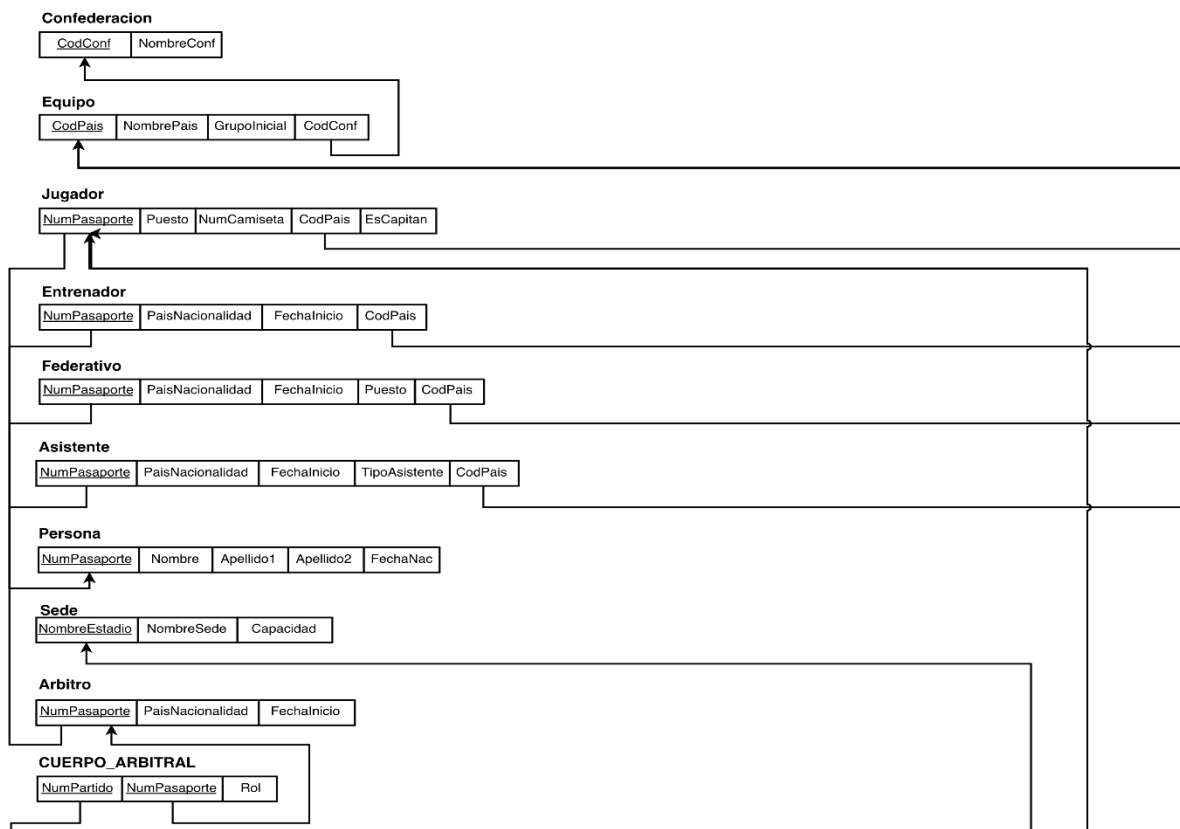 Confederacion
CodConf NombreConf
Equipo
CodPais NombrePais GrupoInicial CodConf
Jugador
NumPasaporte Puesto NumCamiseta CodPais EsCapitan
Entrenador
NumPasaporte PaisNacionalidad FechaInicio CodPais
Federativo
NumPasaporte PaisNacionalidad FechaInicio Puesto CodPais
Asistente
NumPasaporte PaisNacionalidad FechaInicio TipoAsistente CodPais
Persona
NumPasaporte Nombre Apellido1 Apellido2 FechaNac
Sede
NombreEstadio NombreSede Capacidad
Arbitro
NumPasaporte PaisNacionalidad FechaInicio
CUERPO_ARBITRAL
NumPartido NumPasaporte Rol